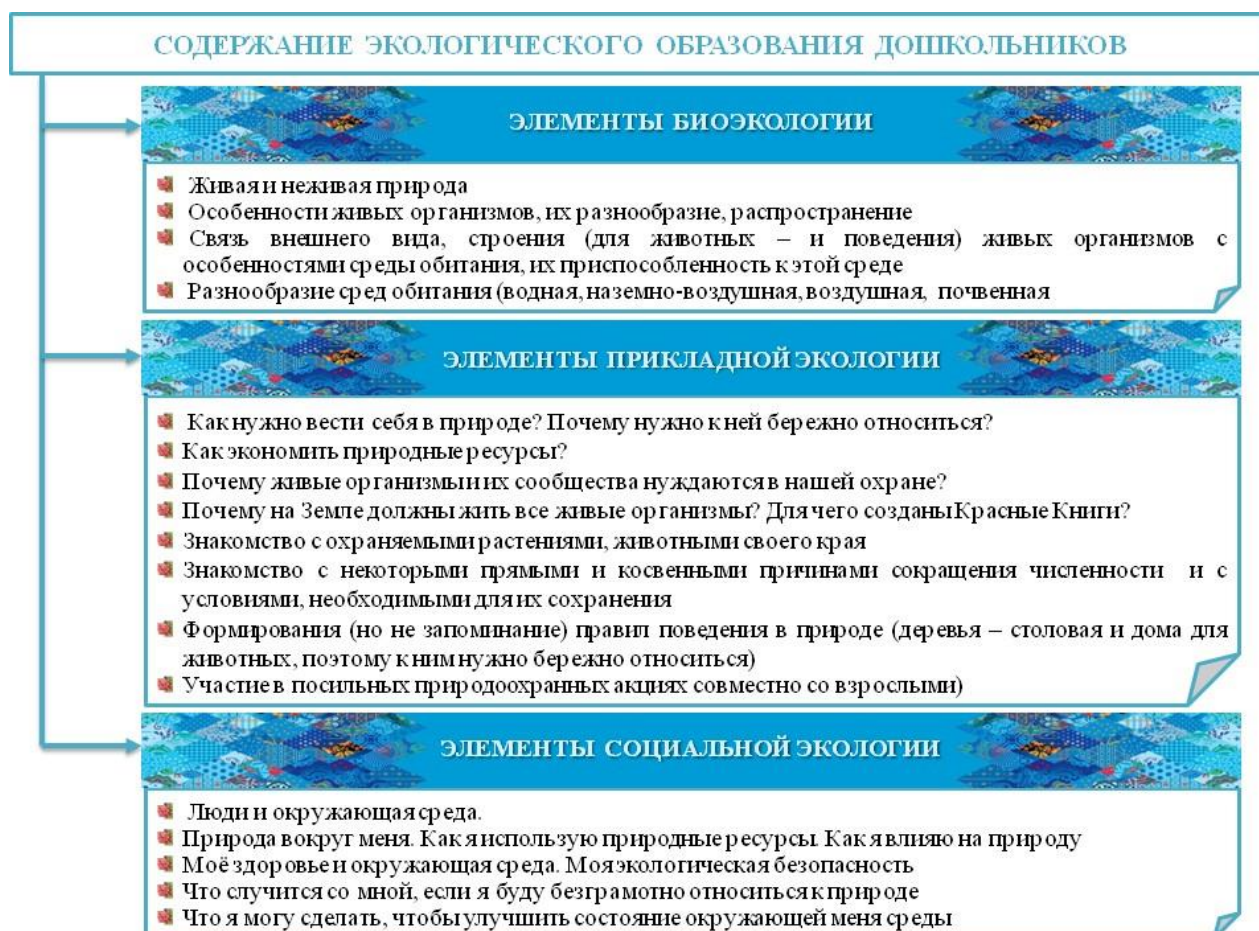 СОДЕРЖАНИЕ ЭКОЛОГИЧЕСКОГО ОБРАЗОВАНИЯ ДОШКОЛЬНИКОВ
ЭЛЕМЕНТЫ БИОЭКОЛОГИИ
Живая и неживая природа
Особенности живых организмов, их разнообразие, распространение
Связь внешнего вида, строения (для животных – и поведения) живых организмов с
особенностями среды обитания, их приспособленность к этой среде
Разнообразие сред обитания (водная, наземно-воздушная, воздушная, почвенная
ЭЛЕМЕНТЫ ПРИКЛАДНОЙ ЭКОЛОГИИ
Как нужно вести себя в природе? Почему нужно к ней бережно относиться?
Как экономить природные ресурсы?
Почему живые организмы и их сообщества нуждаются в нашей охране?
Почему на Земле должны жить все живые организмы? Для чего созданы Красные Книги?
Знакомство с охраняемыми растениями, животными своего края
Знакомство с некоторыми прямыми и косвенными причинами сокращения численности и с
условиями, необходимыми для их сохранения
Формирования (но не запоминание) правил поведения в природе (деревья – столовая и дома для
животных, поэтому к ним нужно бережно относиться)
Участие в посильных природоохранных акциях совместно со взрослыми)
ЭЛЕМЕНТЫ СОЦИАЛЬНОЙ ЭКОЛОГИИ
Люди и окружающая среда.
Природа вокруг меня. Как я использую природные ресурсы. Как я влияю на природу
Моё здоровье и окружающая среда. Моя экологическая безопасность
Что случится со мной, если я буду безграмотно относиться к природе
Что я могу сделать, чтобы улучшить состояние окружающей меня среды